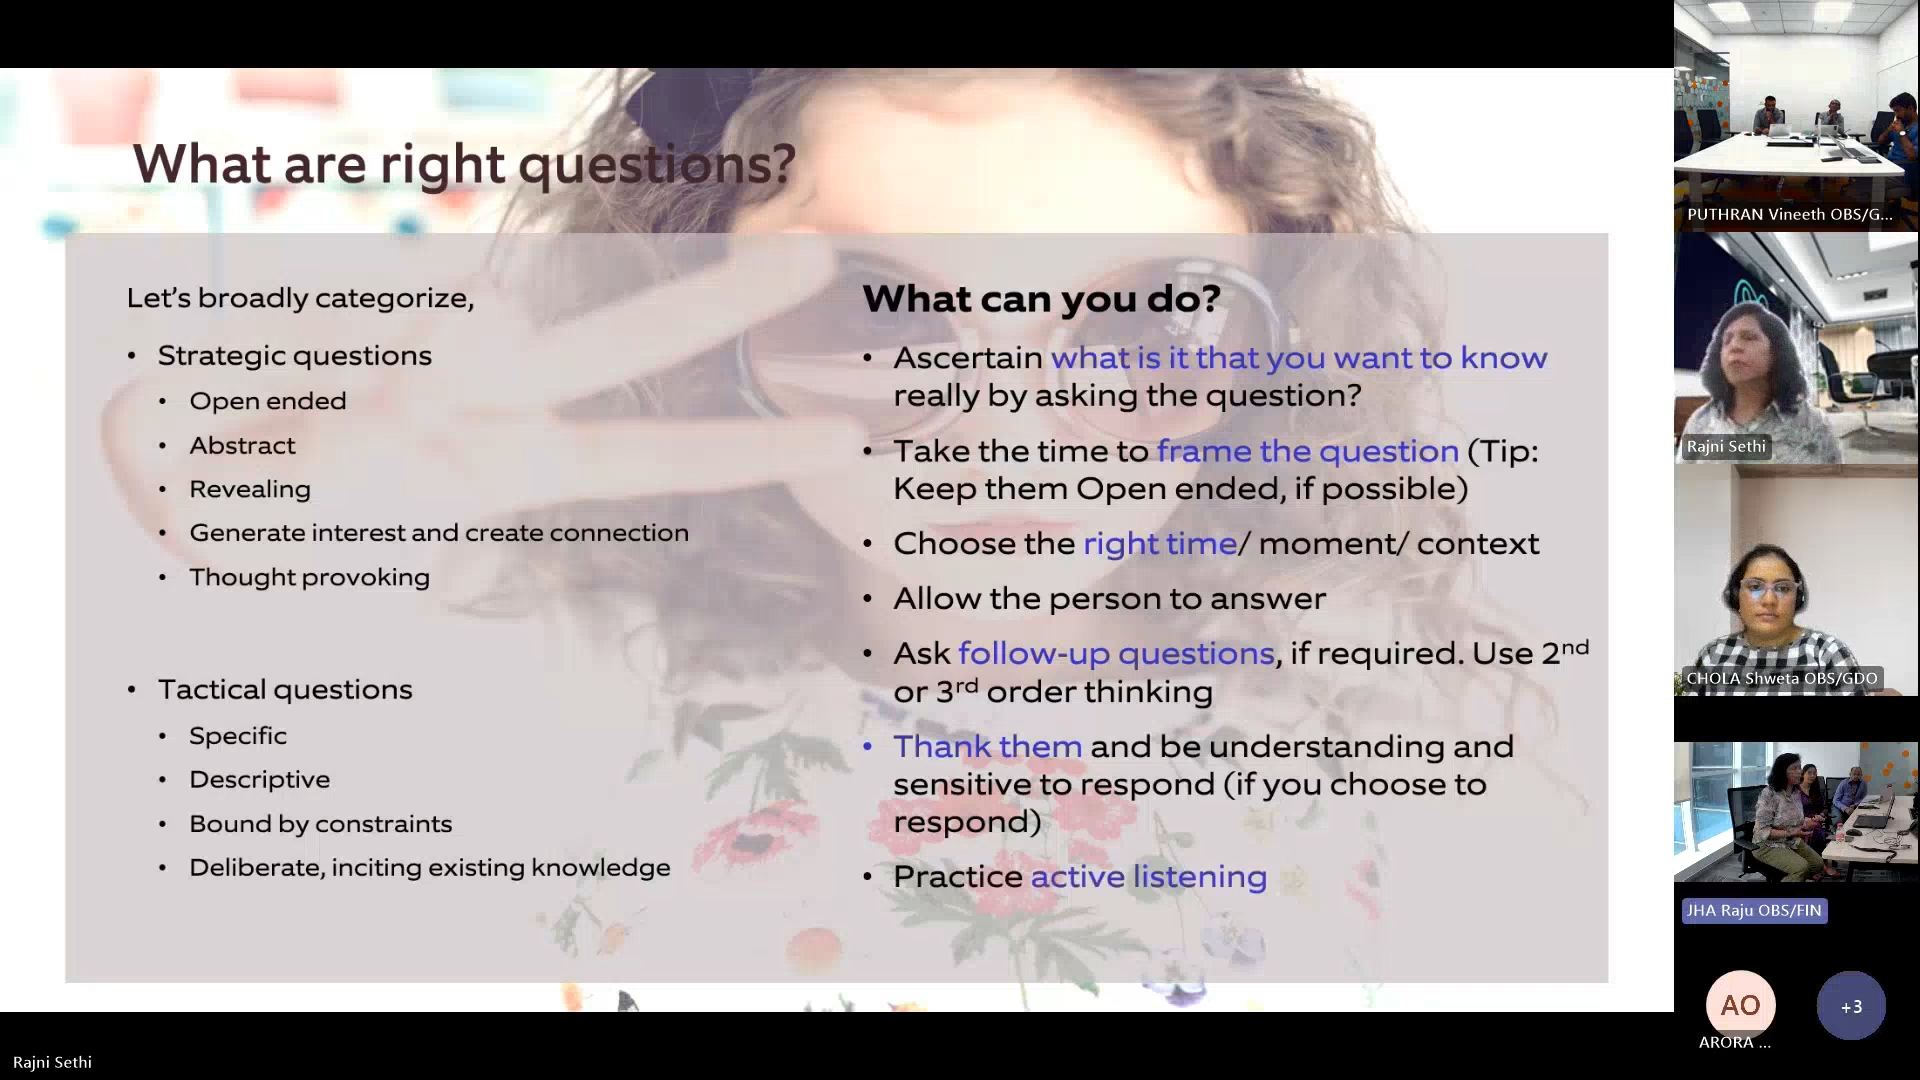 What are right questions?
Let's broadly categorize,
• Strategic questions
• Open ended
• Abstract
• Revealing
• Generate interest and create connection
• Thought provoking
• Tactical questions
• Specific
• Descriptive
• Bound by constraints
• Deliberate, inciting existing knowledge
What can you do?
• Ascertain what is it that you want to know
really by asking the question?
• Take the time to frame the question (Tip:
Keep them Open ended, if possible)
• Choose the right time/ moment/ context
• Allow the person to answer
• Ask follow-up questions, if required. Use 2nd
or 3rd order thinking
• Thank them and be understanding and
sensitive to respond (if you choose to
respond)
• Practice active listening
PUTHRAN Vineeth OBS/G...
Rajni Sethi
CHOLA Shweta OBS/GDO
JHA Raju OBS/FIN
AO
ARORA ...
+3
Rajni Sethi